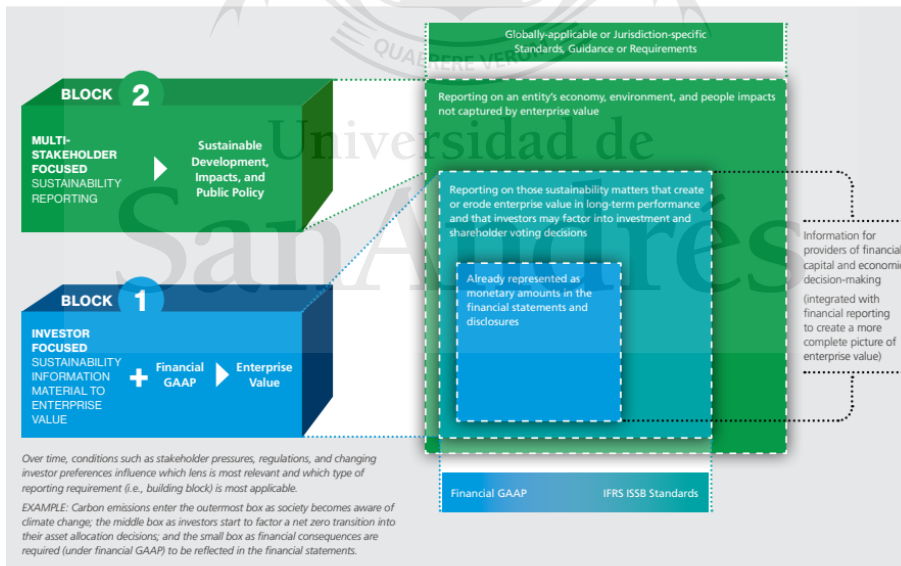 QUAERERE VERUM
Universidad de
SanAndrés
BLOCK 2
MULTI-
STAKEHOLDER
FOCUSED
SUSTAINABILITY
REPORTING
Sustainable
Development,
Impacts, and
Public Policy
BLOCK 1
INVESTOR
FOCUSED
SUSTAINABILITY
INFORMATION
MATERIAL TO
ENTERPRISE
VALUE
+
Financial
GAAP
Enterprise
Value
Globally-applicable or Jurisdiction-specific
Standards, Guidance or Requirements
Reporting on an entity's economy, environment, and people impacts
not captured by enterprise value
Reporting on those sustainability matters that create
or erode enterprise value in long-term performance
and that investors may factor into investment and
shareholder voting decisions
Already represented as
monetary amounts in the
financial statements and
disclosures
Financial GAAP
IFRS ISSB Standards
Information for
providers of financial
capital and economic
decision-making
(integrated with
financial reporting
to create a more
complete picture of
enterprise value)
Over time, conditions such as stakeholder pressures, regulations, and changing
investor preferences influence which lens is most relevant and which type of
reporting requirement (i.e., building block) is most applicable.
EXAMPLE: Carbon emissions enter the outermost box as society becomes aware of
climate change; the middle box as investors start to factor a net zero transition into
their asset allocation decisions; and the small box as financial consequences are
required (under financial GAAP) to be reflected in the financial statements.